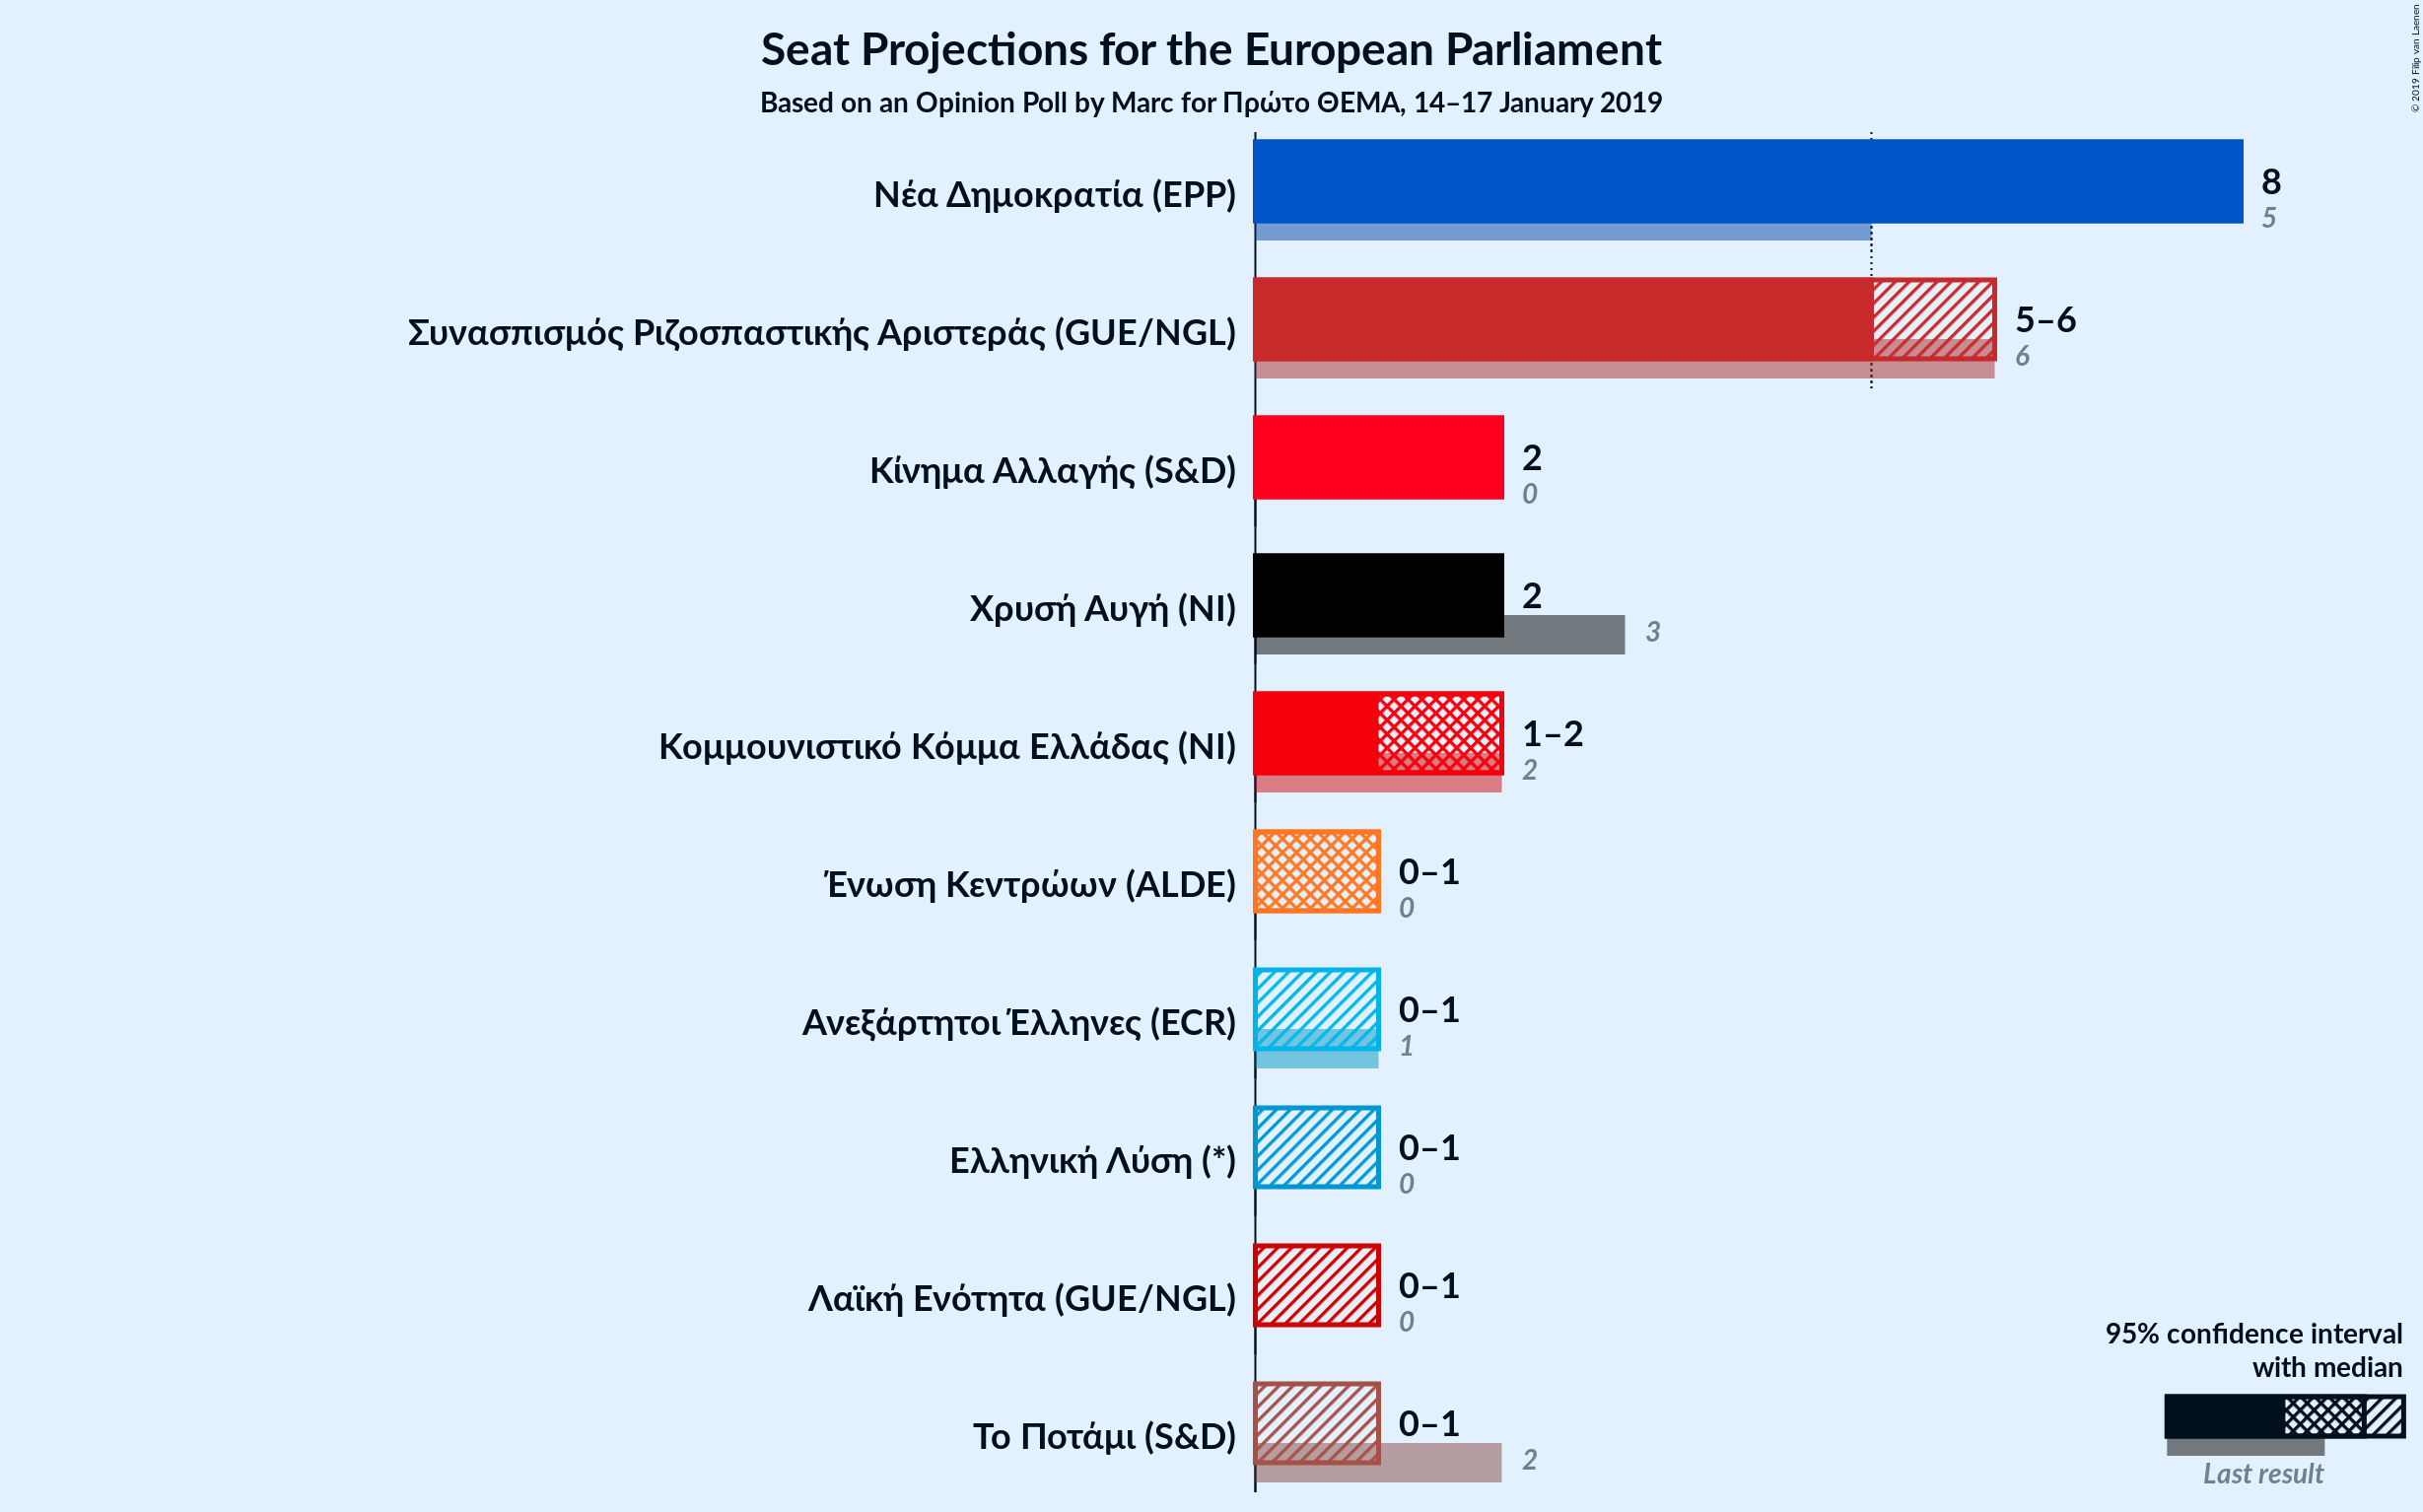 Seat Projections for the European Parliament
Based on an Opinion Poll by Marc for Πρώτο ΘΕΜΑ, 14–17 January 2019
© 2019 Filip van Laenen
Νέα Δημοκρατία (EPP)
8
5
Συνασπισμός Ριζοσπαστικής Αριστεράς (GUE/NGL)
5–6
6
Κίνημα Αλλαγής (S&D)
2
0
Χρυσή Αυγή (NI)
2
3
Κομμουνιστικό Κόμμα Ελλάδας (NI)
1–2
2
Ένωση Κεντρώων (ALDE)
0–1
0
Ανεξάρτητοι Έλληνες (ECR)
0–1
1
Ελληνική Λύση (*)
0–1
0
Λαϊκή Ενότητα (GUE/NGL)
0–1
0
Το Ποτάμι (S&D)
0–1
2
95% confidence interval
with median
Last result